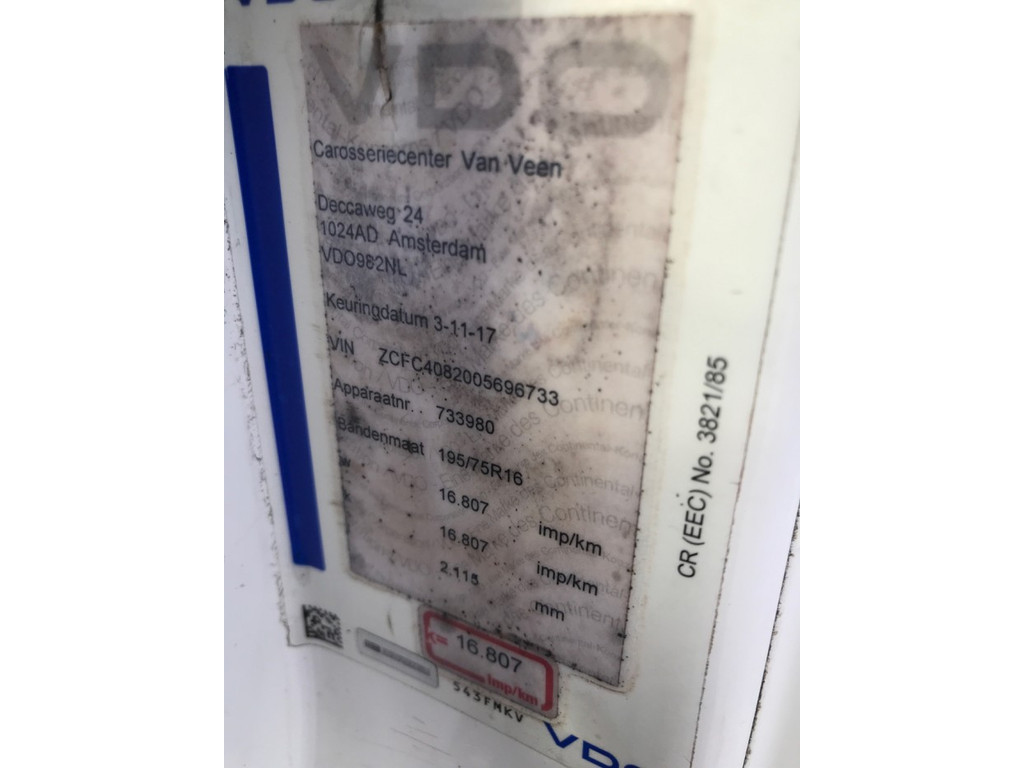 VDO
VDO
Carosseriecenter Van Veen
Deccaweg 24
1024AD Amsterdam
VDO982NL
Keuringdatum 3-11-17
VIN ZCFC4082005696733
Apparaatnr. 733980
Bandenmaat 195/75R16
w 16.807 imp/km
16.807 imp/km
2.115 mm
k= 16.807
imp/km
543FMKV
VDO
CR (EEC) No. 3821/85